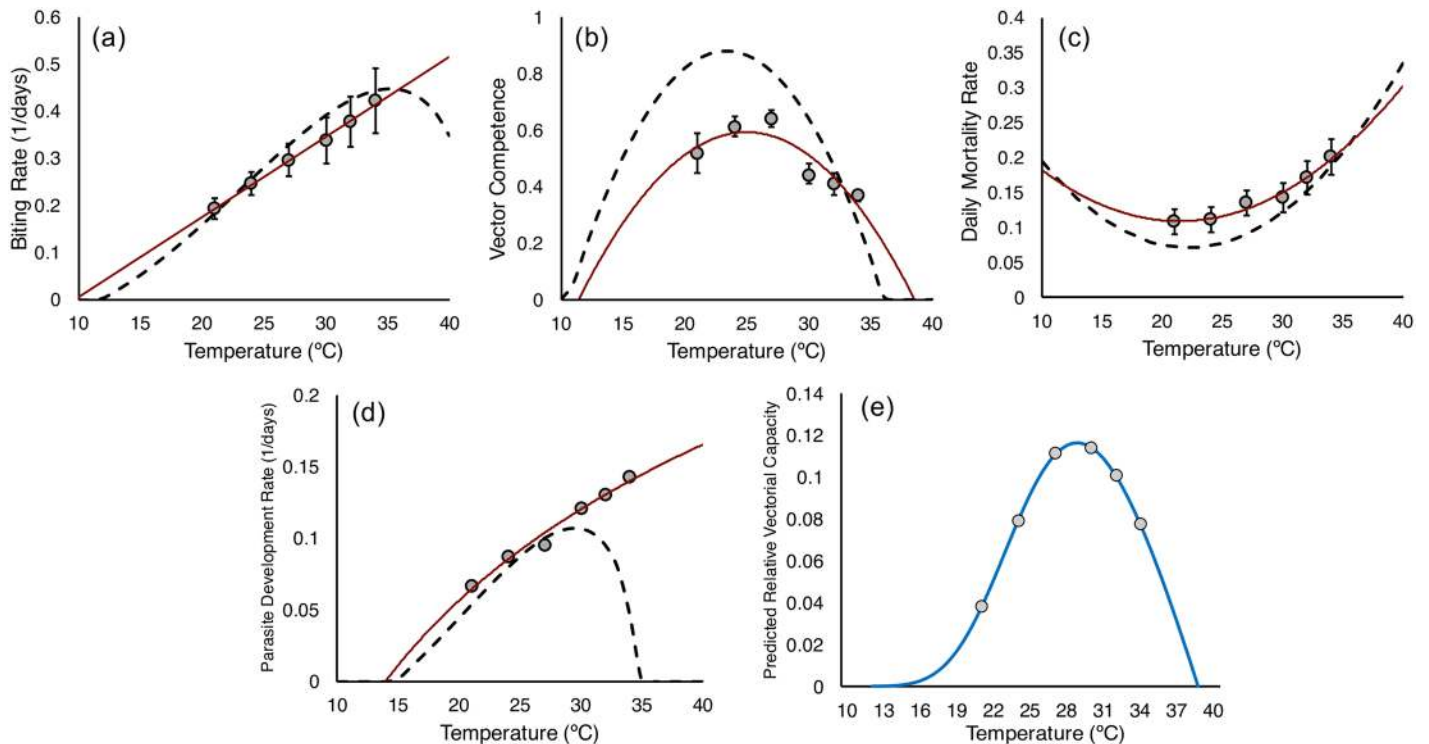 (a)
Biting Rate (1/days)
0.6
0.5
0.4
0.3
0.2
0.1
0
10 15 20 25 30 35 40
Temperature (ºC)
(b)
Vector Competence
1
0.8
0.6
0.4
0.2
0
10 15 20 25 30 35 40
Temperature (ºC)
(c)
Daily Mortality Rate
0.4
0.35
0.3
0.25
0.2
0.15
0.1
0.05
0
10 15 20 25 30 35 40
Temperature (ºC)
(d)
Parasite Development Rate (1/days)
0.2
0.15
0.1
0.05
0
10 15 20 25 30 35 40
Temperature (ºC)
(e)
Predicted Relative Vectorial Capacity
0.14
0.12
0.1
0.08
0.06
0.04
0.02
0
10 13 16 19 22 25 28 31 34 37 40
Temperature (ºC)